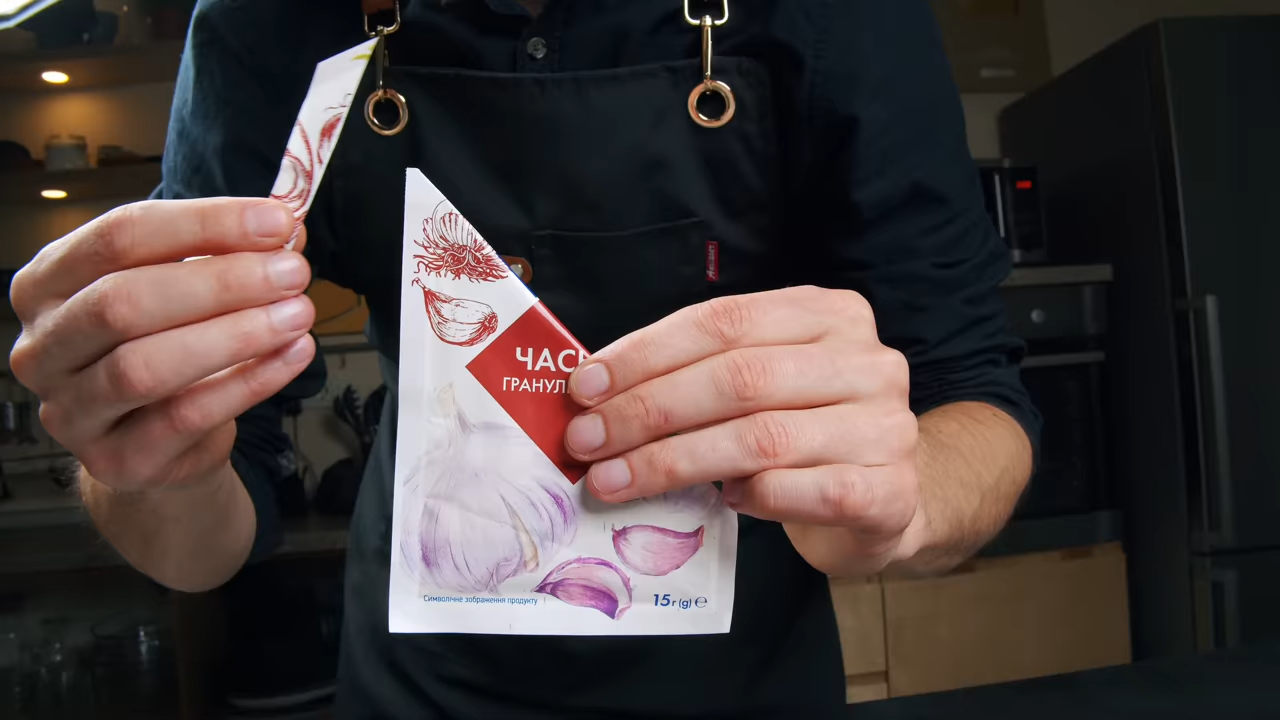 ЧАС
ГРАНУЛ
Символічне зображення продукту
15 г (g) ℮